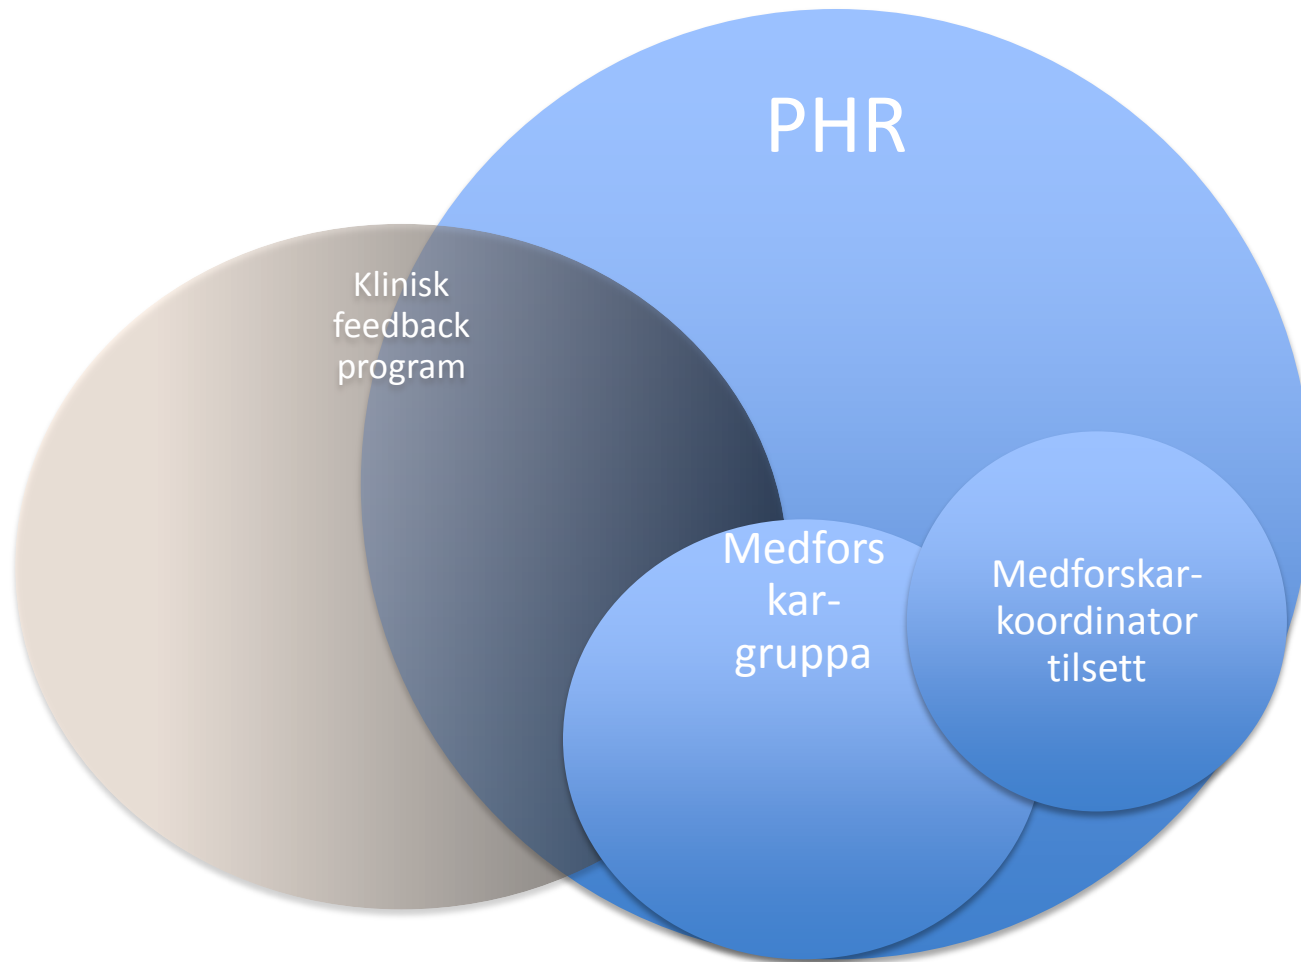 PHR
Klinisk
feedback
program
Medfors
kar-
gruppa
Medforskar-
koordinator
tilsett